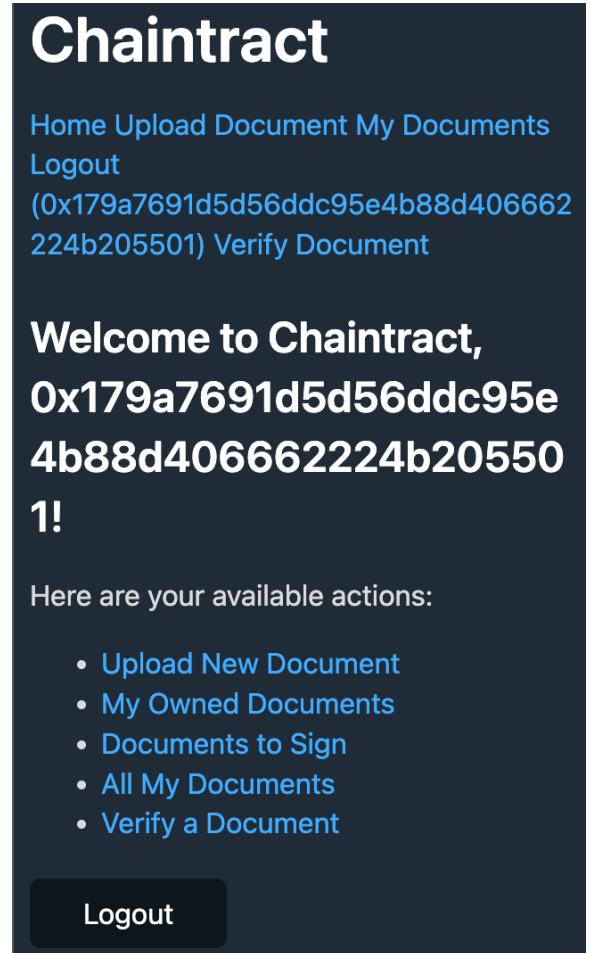 Chaintract
Home Upload Document My Documents
Logout
(0x179a7691d5d56ddc95e4b88d406662
224b205501) Verify Document
Welcome to Chaintract,
0x179a7691d5d56ddc95e
4b88d406662224b20550
1!
Here are your available actions:
• Upload New Document
• My Owned Documents
• Documents to Sign
• All My Documents
• Verify a Document
Logout